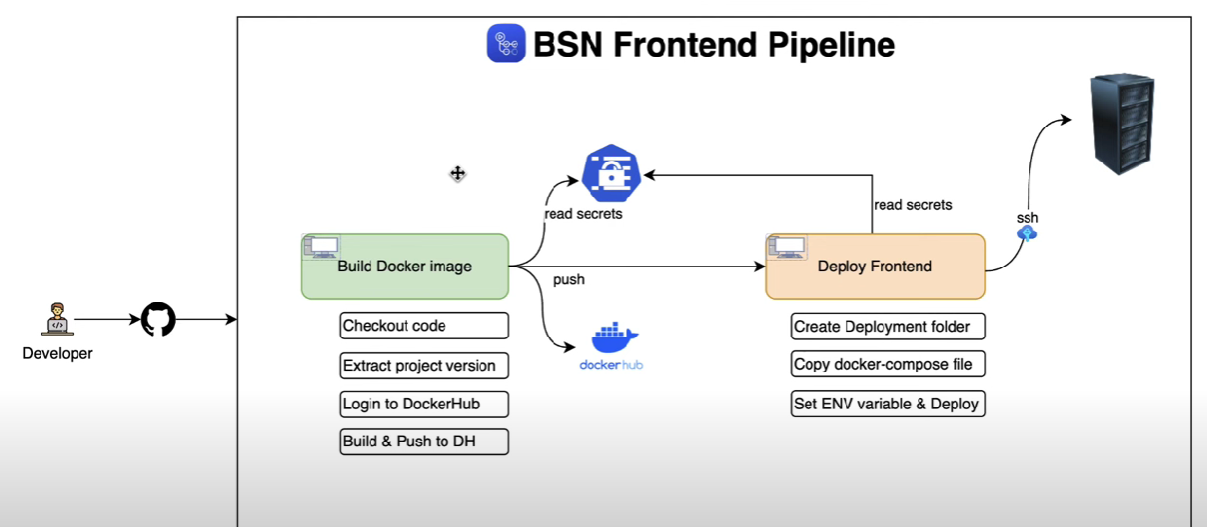 BSN Frontend Pipeline
read secrets
read secrets
ssh
Build Docker image
Deploy Frontend
push
Developer
Checkout code
Extract project version
Login to DockerHub
Build & Push to DH
dockerhub
Create Deployment folder
Copy docker-compose file
Set ENV variable & Deploy